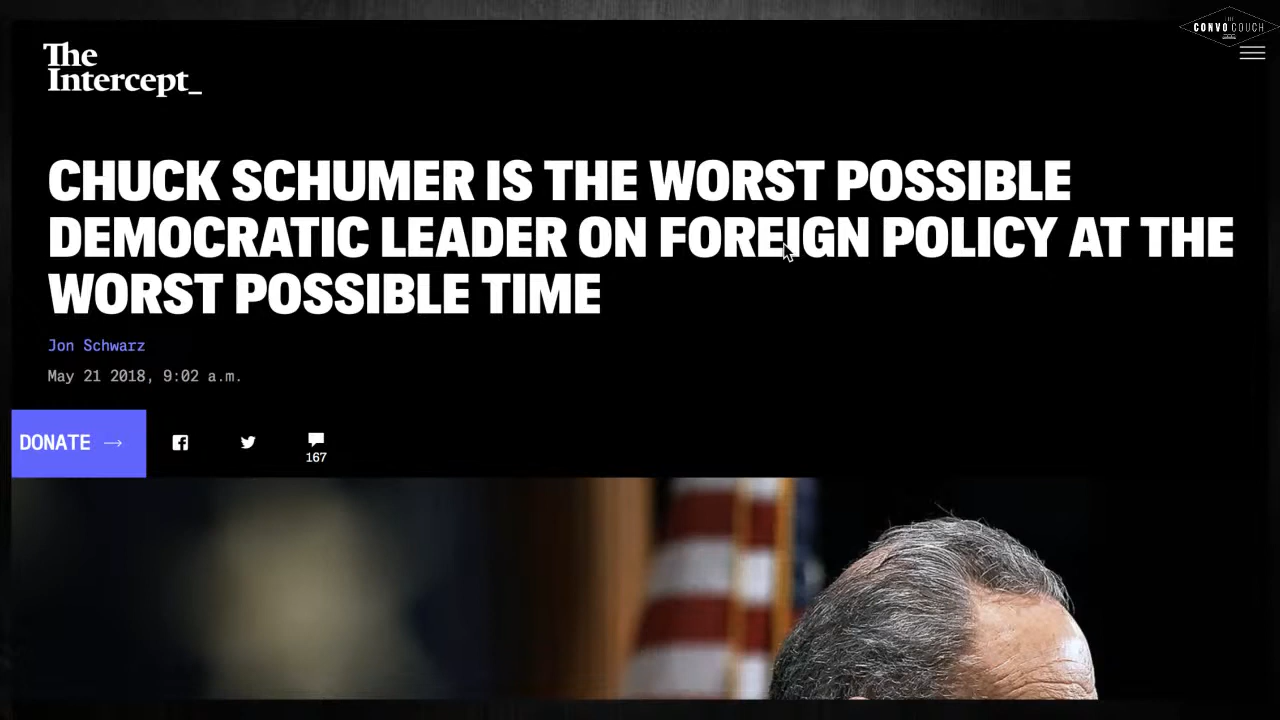 THE
CONVO COUCH
The
Intercept_
CHUCK SCHUMER IS THE WORST POSSIBLE
DEMOCRATIC LEADER ON FOREIGN POLICY AT THE
WORST POSSIBLE TIME
Jon Schwarz
May 21 2018, 9:02 a.m.
DONATE →
167